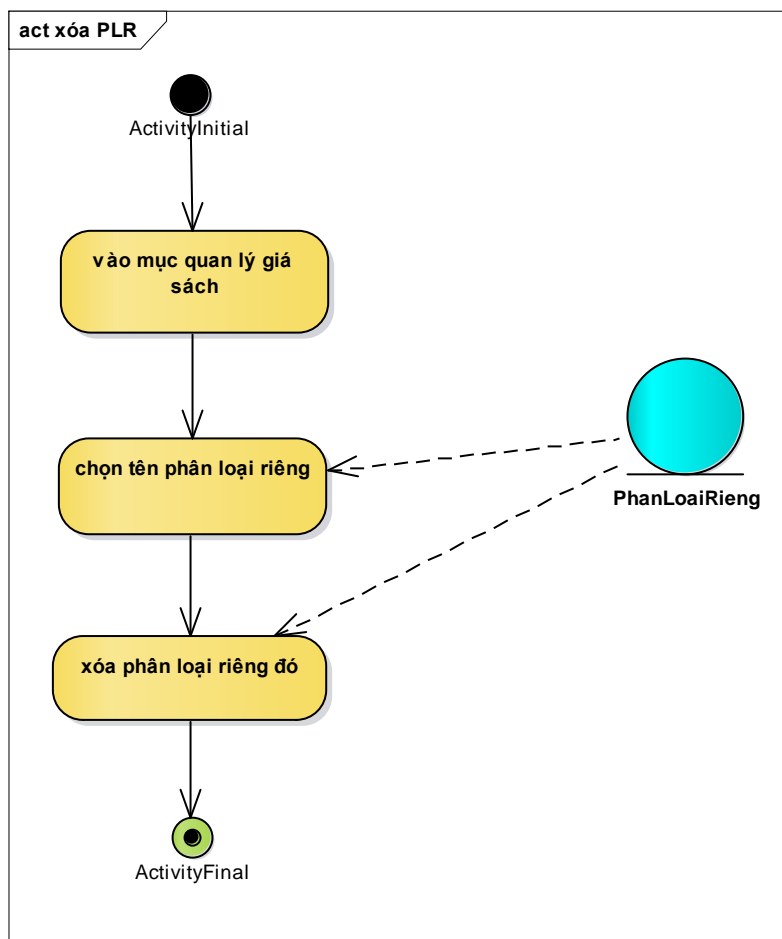 act xóa PLR
ActivityInitial
vào mục quan lý giá
sách
chọn tên phân loại riêng
PhanLoaiRieng
xóa phân loại riêng đó
ActivityFinal